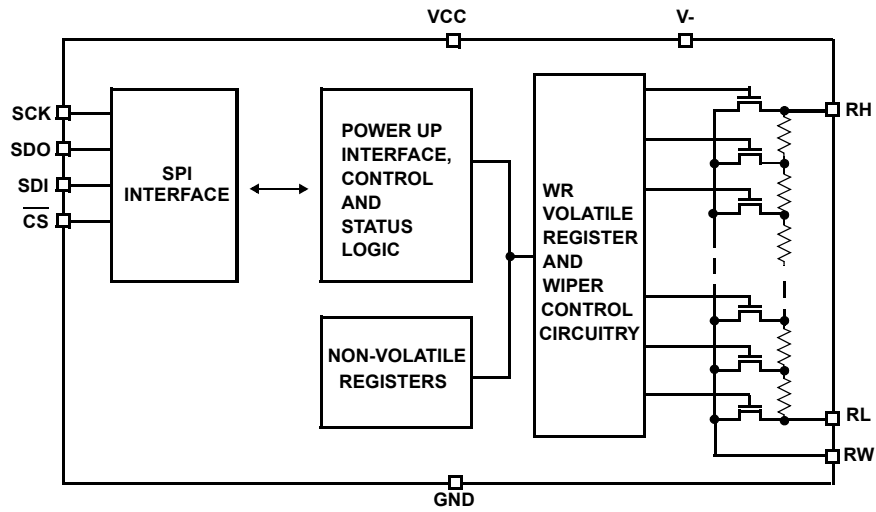 VCC
V-
SCK
SDO
SDI
CS
SPI
INTERFACE
POWER UP
INTERFACE,
CONTROL
AND
STATUS
LOGIC
NON-VOLATILE
REGISTERS
WR
VOLATILE
REGISTER
AND
WIPER
CONTROL
CIRCUITRY
RH
RL
RW
GND